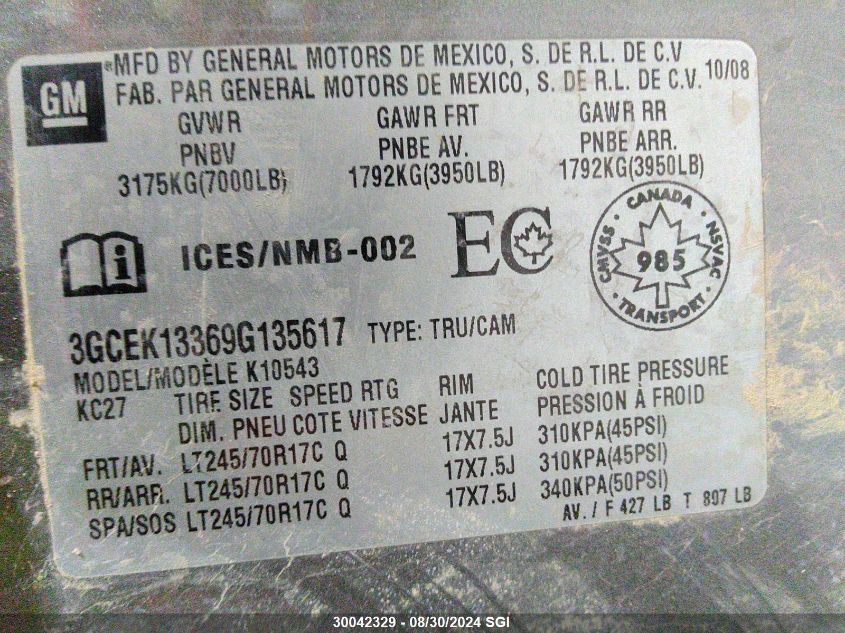 MFD BY GENERAL MOTORS DE MEXICO, S. DE R.L. DE C.V
FAB. PAR GENERAL MOTORS DE MEXICO, S. DE R.L. DE C.V. 10/08
GM
GVWR GAWR FRT GAWR RR
PNBV PNBE AV. PNBE ARR.
3175KG(7000LB) 1792KG(3950LB) 1792KG(3950LB)
i ICES/NMB-002 EC
CANADA
CMVSS 985 NSVAC
TRANSPORT
3GCEK13369G135617 TYPE: TRU/CAM
MODEL/MODÈLE K10543
KC27 TIRE SIZE SPEED RTG RIM COLD TIRE PRESSURE
DIM. PNEU COTE VITESSE JANTE PRESSION À FROID
FRT/AV. LT245/70R17C Q 17X7.5J 310KPA(45PSI)
RR/ARR. LT245/70R17C Q 17X7.5J 310KPA(45PSI)
SPA/SOS LT245/70R17C Q 17X7.5J 340KPA(50PSI)
AV. / F 427 LB T 897 LB
30042329 - 08/30/2024 SGI